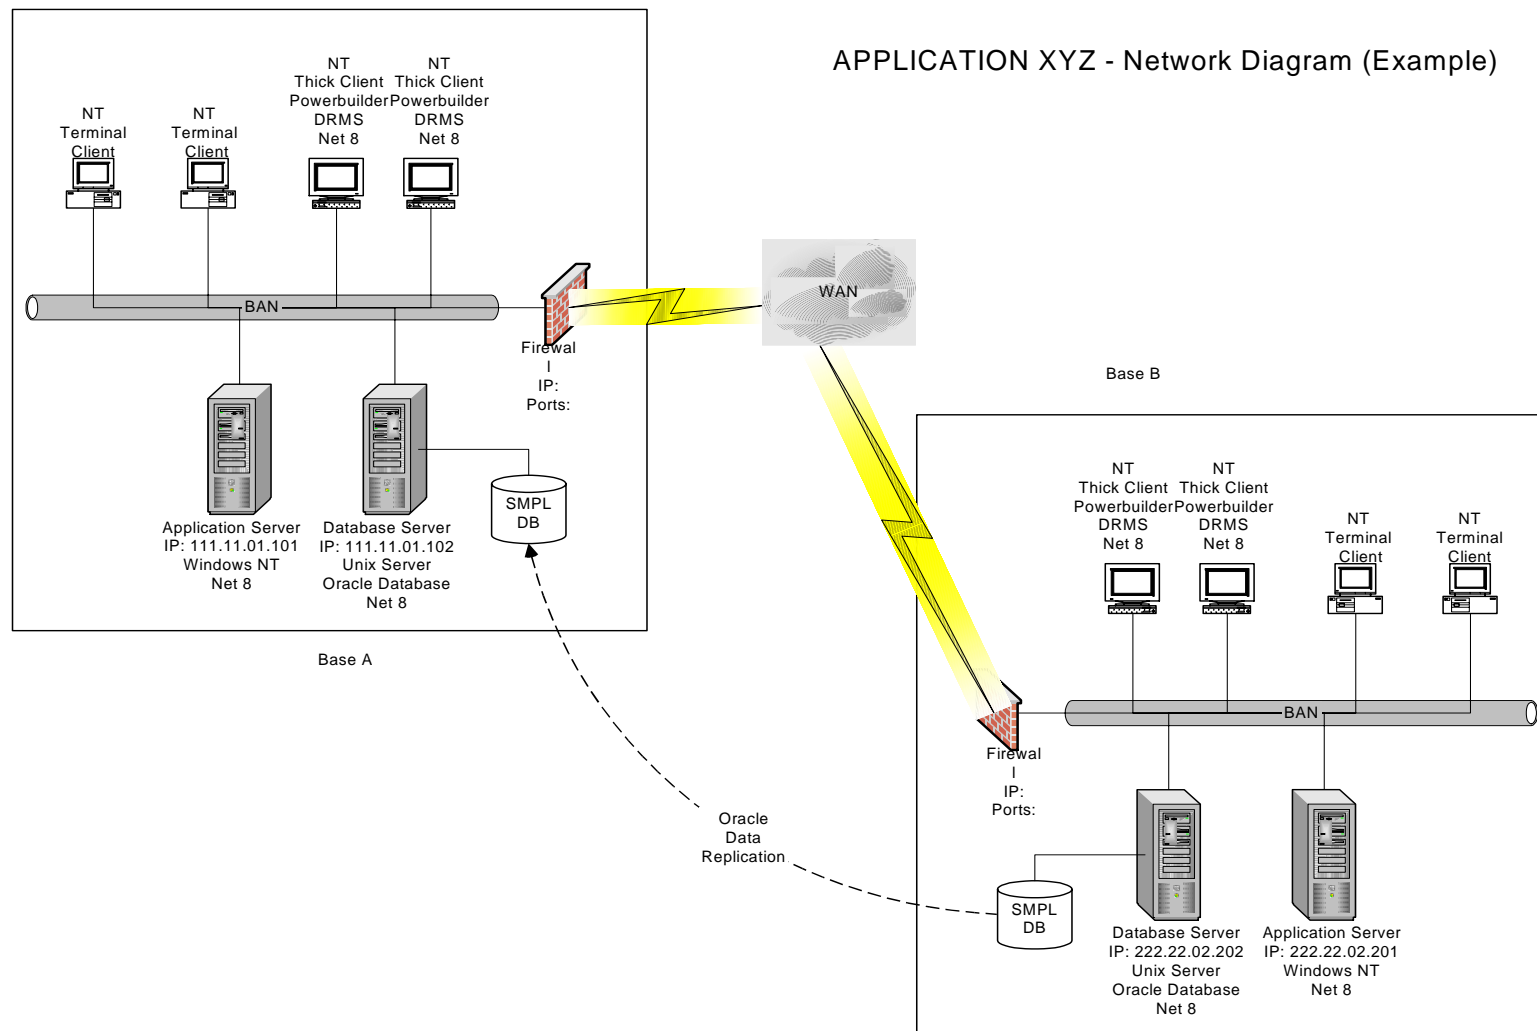 APPLICATION XYZ - Network Diagram (Example)
NT
Terminal
Client
NT
Terminal
Client
NT
Thick Client
Powerbuilder
DRMS
Net 8
NT
Thick Client
Powerbuilder
DRMS
Net 8
BAN
Firewal
l
IP:
Ports:
WAN
Application Server
IP: 111.11.01.101
Windows NT
Net 8
Database Server
IP: 111.11.01.102
Unix Server
Oracle Database
Net 8
SMPL
DB
Base A
Base B
NT
Thick Client
Powerbuilder
DRMS
Net 8
NT
Thick Client
Powerbuilder
DRMS
Net 8
NT
Terminal
Client
NT
Terminal
Client
BAN
Firewal
l
IP:
Ports:
Oracle
Data
Replication
SMPL
DB
Database Server
IP: 222.22.02.202
Unix Server
Oracle Database
Net 8
Application Server
IP: 222.22.02.201
Windows NT
Net 8